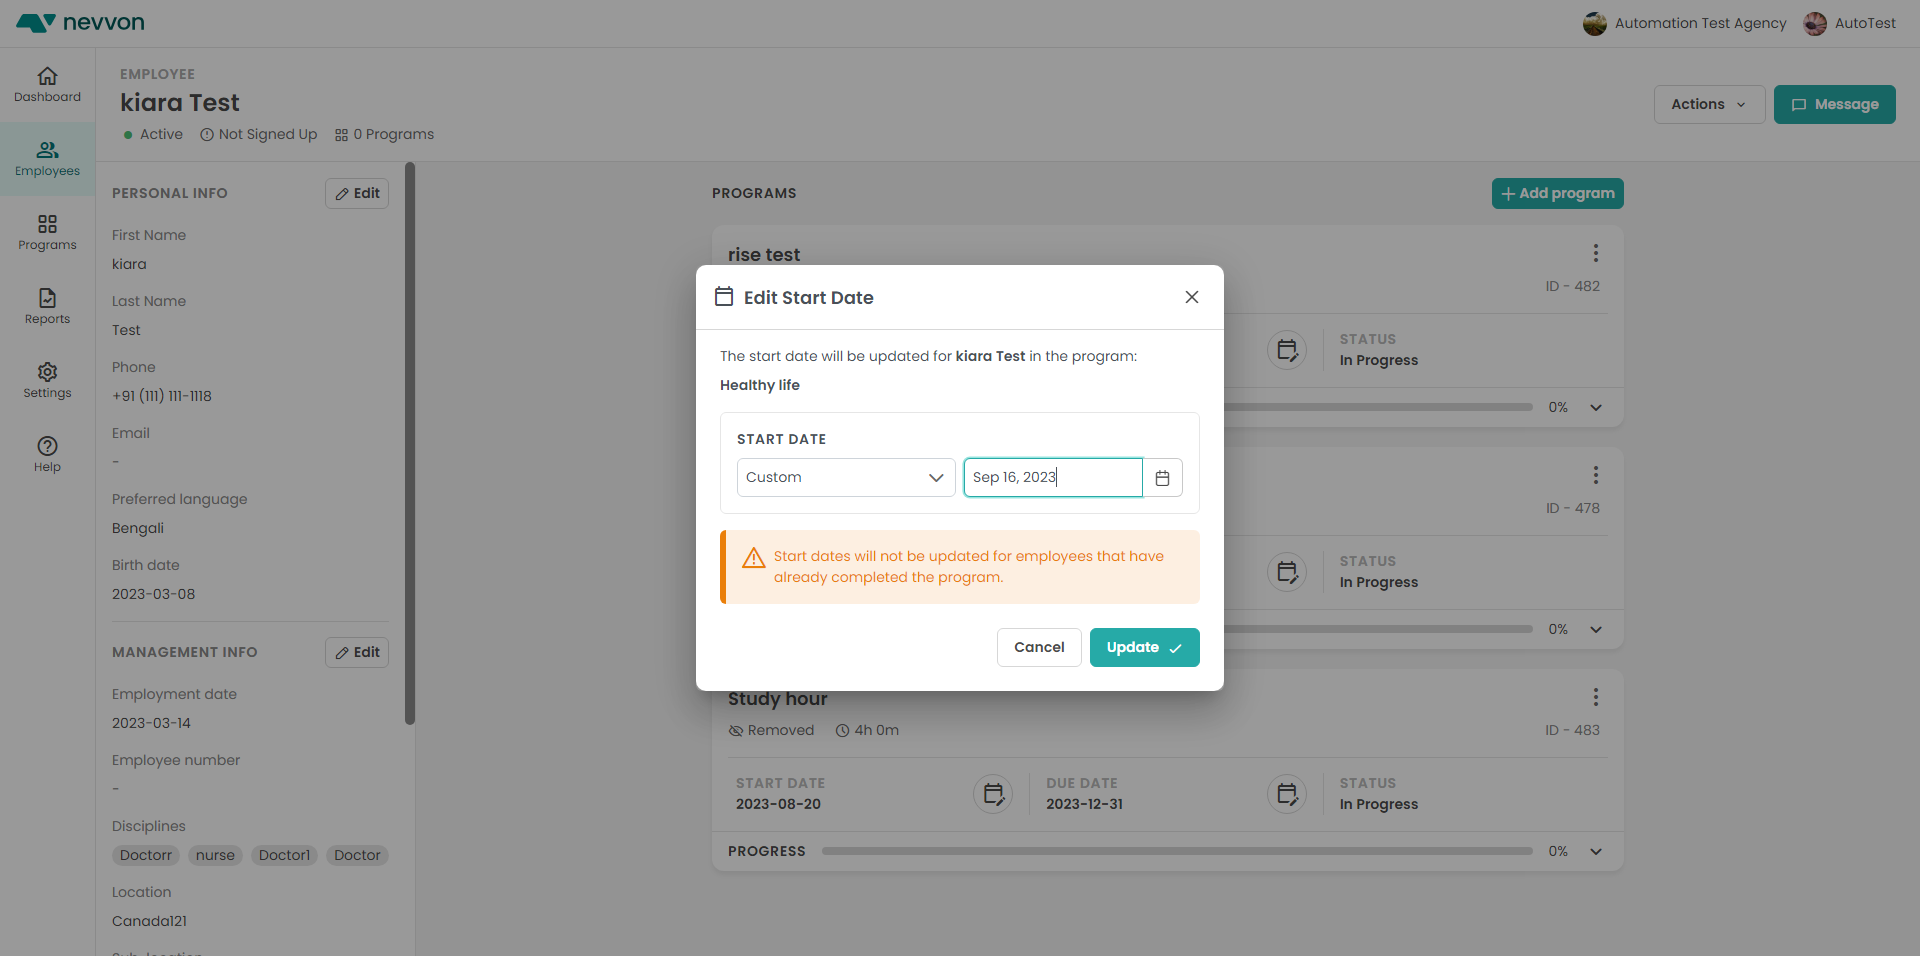 nevvon
Automation Test Agency
AutoTest
Dashboard
Employees
Programs
Reports
Settings
Help
EMPLOYEE
kiara Test
Active
Not Signed Up
0 Programs
Actions
Message
PERSONAL INFO
Edit
First Name
kiara
Last Name
Test
Phone
+91 (111) 111-1118
Email
-
Preferred language
Bengali
Birth date
2023-03-08
MANAGEMENT INFO
Edit
Employment date
2023-03-14
Employee number
-
Disciplines
Doctorr nurse Doctor1 Doctor
Location
Canada121
PROGRAMS
+ Add program
rise test
ID - 482
STATUS
In Progress
0%
ID - 478
STATUS
In Progress
0%
Edit Start Date
The start date will be updated for kiara Test in the program:
Healthy life
START DATE
Custom
Sep 16, 2023
Start dates will not be updated for employees that have
already completed the program.
Cancel
Update
Study hour
Removed
4h 0m
ID - 483
START DATE
2023-08-20
DUE DATE
2023-12-31
STATUS
In Progress
PROGRESS
0%